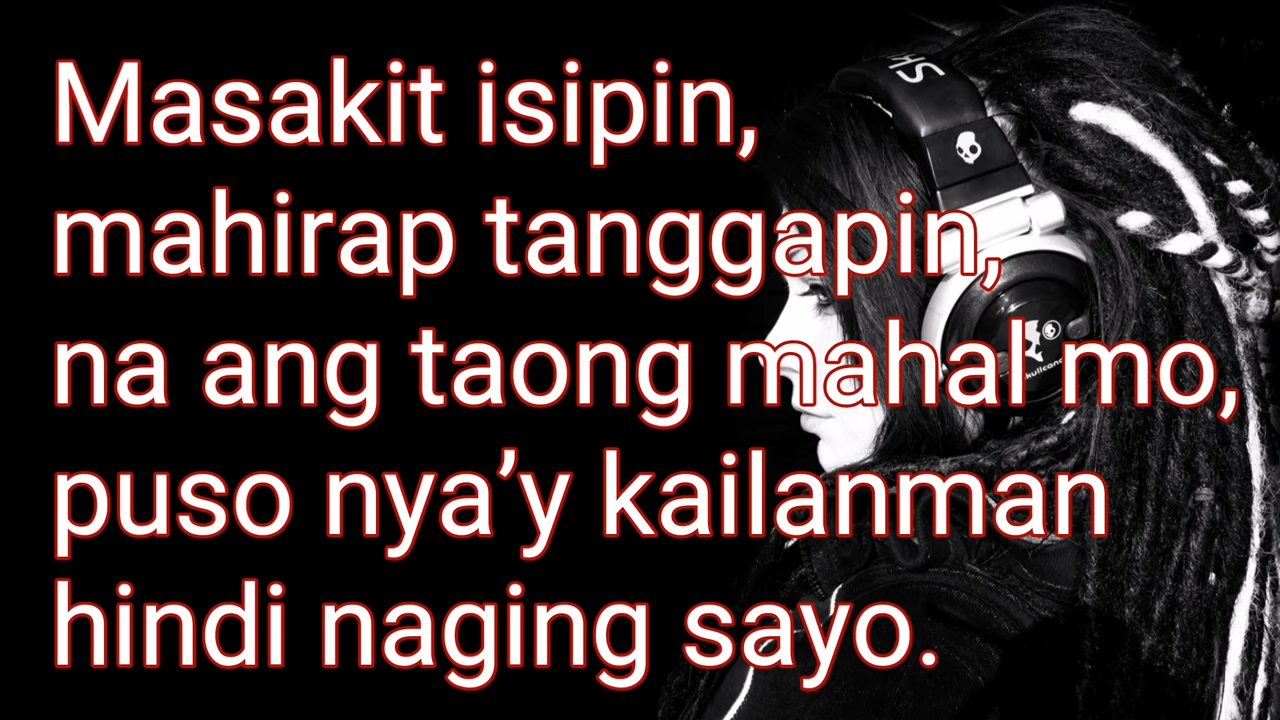 Masakit isipin,
mahirap tanggapin,
na ang taong mahal mo,
puso nya’y kailanman
hindi naging sayo.